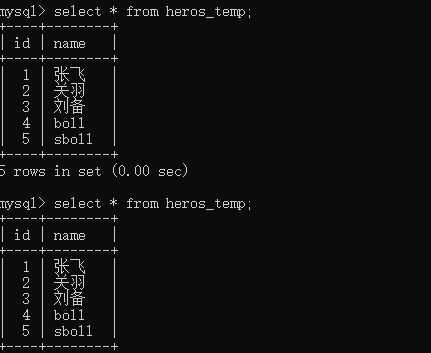 mysql> select * from heros_temp;
+----+--------+
| id | name   |
+----+--------+
| 1 | 张飞
| 2 | 关羽
| 3 | 刘备
| 4 | boll
| 5 | sboll |
+----+--------+
5 rows in set (0.00 sec)
mysql> select * from heros_temp;
+----+--------+
| id | name   |
+----+--------+
| 1 | 张飞
| 2 | 关羽
| 3 | 刘备
| 4 | boll
| 5 | sboll |
+----+--------+